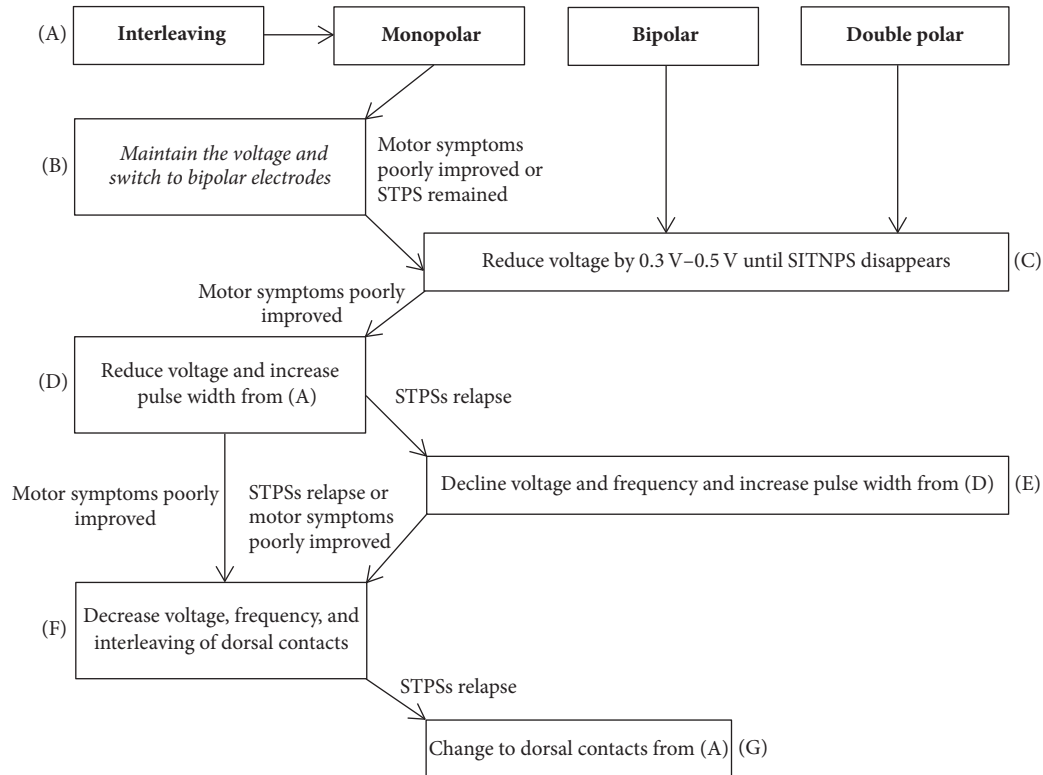 (A)
Interleaving
Monopolar
Bipolar
Double polar
(B)
Maintain the voltage and
switch to bipolar electrodes
Motor symptoms
poorly improved or
STPS remained
Reduce voltage by 0.3 V–0.5 V until SITNPS disappears
(C)
Motor symptoms poorly
improved
(D)
Reduce voltage and increase
pulse width from (A)
STPSs relapse
Decline voltage and frequency and increase pulse width from (D)
(E)
Motor symptoms poorly
improved
STPSs relapse or
motor symptoms
poorly improved
(F)
Decrease voltage, frequency, and
interleaving of dorsal contacts
STPSs relapse
Change to dorsal contacts from (A)
(G)